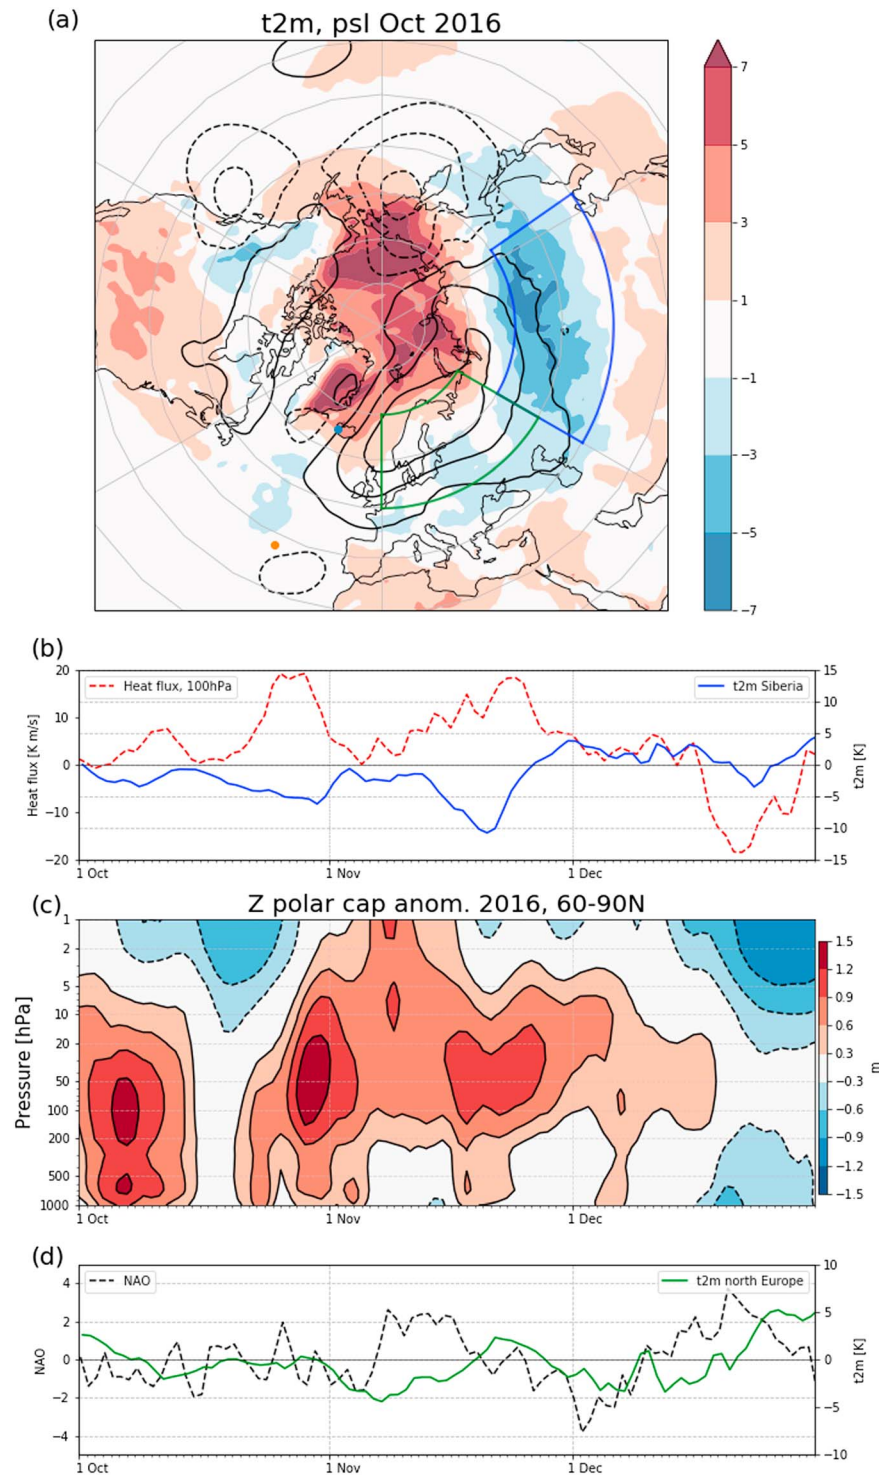 (a)
t2m, psl Oct 2016
7
5
3
1
−1
−3
−5
−7
(b)
Heat flux, 100hPa
t2m Siberia
Heat flux [K m/s]
20
10
0
−10
−20
15
10
5
0
−5
−10
−15
t2m [K]
1 Oct
1 Nov
1 Dec
(c)
Z polar cap anom. 2016, 60-90N
Pressure [hPa]
1
2
5
10
20
50
100
200
500
1000
1 Oct
1 Nov
1 Dec
1.5
1.2
0.9
0.6
0.3
−0.3
−0.6
−0.9
−1.2
−1.5
m
(d)
NAO
t2m north Europe
NAO
4
2
0
−2
−4
10
5
0
−5
−10
t2m [K]
1 Oct
1 Nov
1 Dec